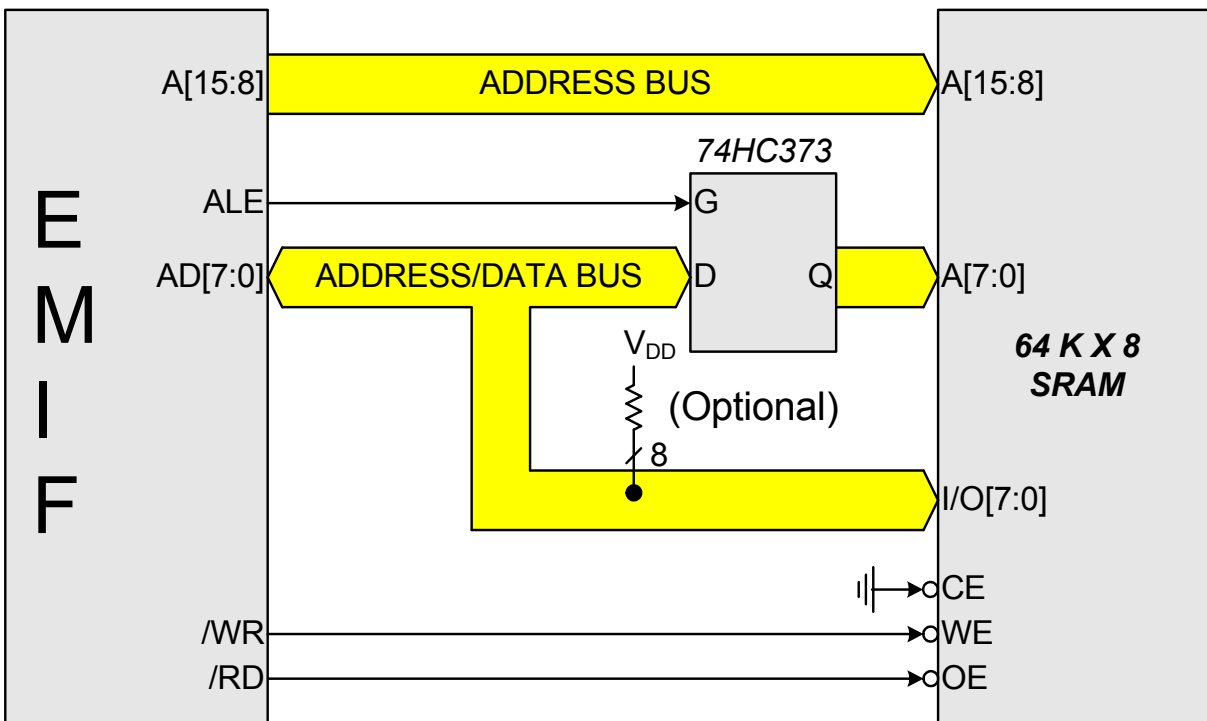 A[15:8]
ADDRESS BUS
A[15:8]
74HC373
ALE
G
AD[7:0]
ADDRESS/DATA BUS
D
Q
A[7:0]
EMIF
VDD
(Optional)
8
64 K X 8
SRAM
I/O[7:0]
CE
/WR
WE
/RD
OE